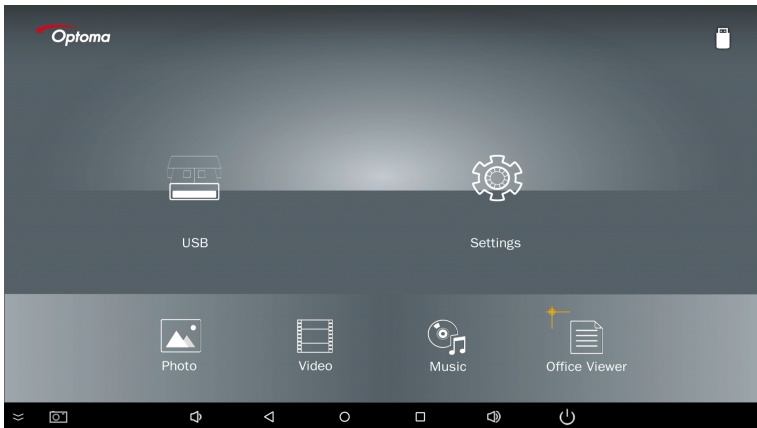 Optoma
USB
Settings
Photo
Video
Music
Office Viewer